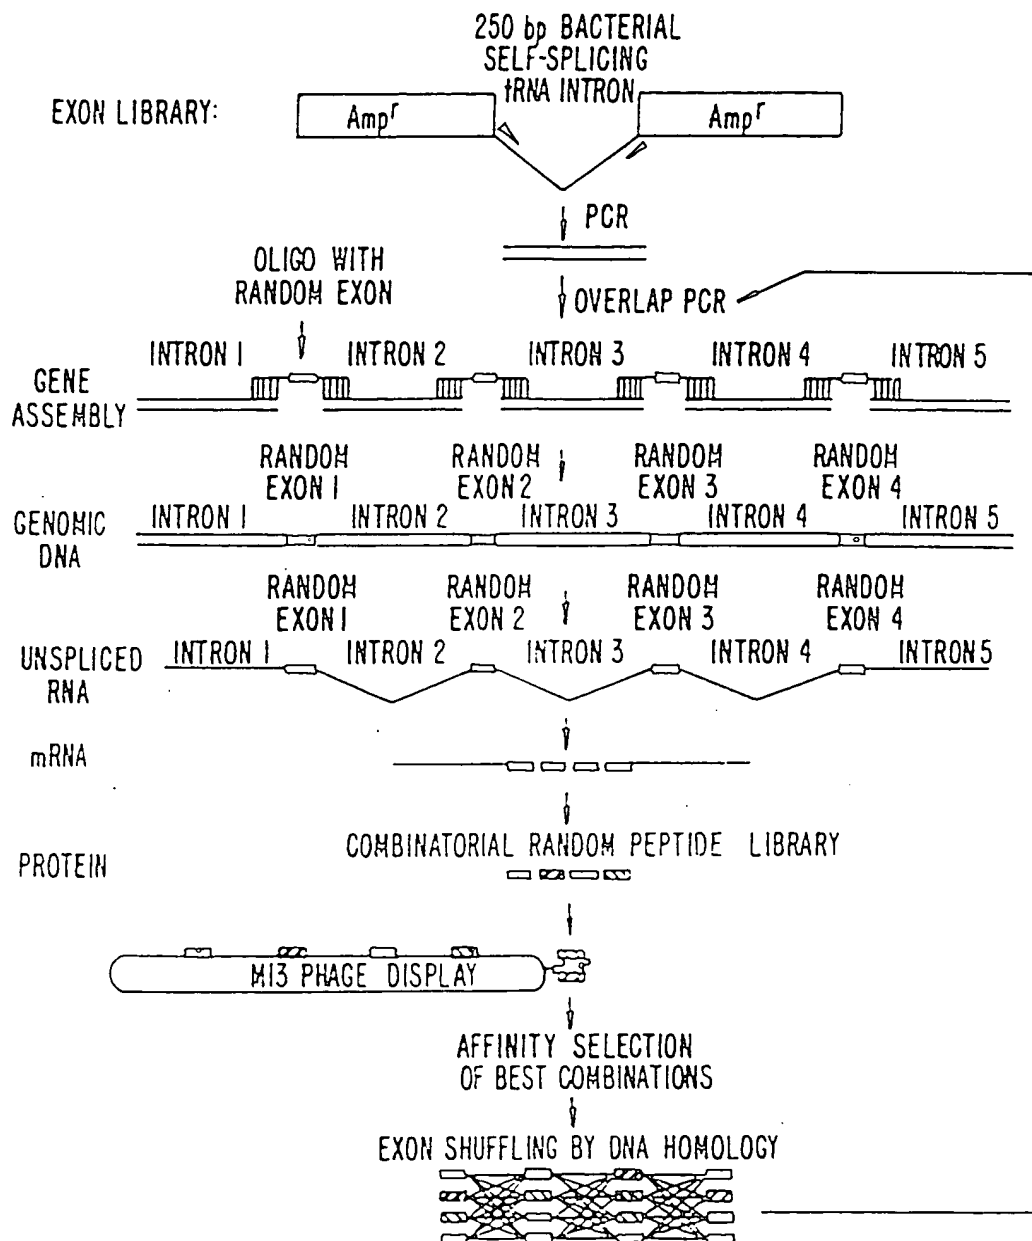 250 bp BACTERIAL
SELF-SPLICING
tRNA INTRON
EXON LIBRARY:
Ampr
Ampr
PCR
OLIGO WITH
RANDOM EXON
OVERLAP PCR
INTRON 1
INTRON 2
INTRON 3
INTRON 4
INTRON 5
GENE
ASSEMBLY
RANDOM
EXON 1
RANDOM
EXON 2
RANDOM
EXON 3
RANDOM
EXON 4
GENOMIC
DNA
INTRON 1
INTRON 2
INTRON 3
INTRON 4
INTRON 5
RANDOM
EXON 1
RANDOM
EXON 2
RANDOM
EXON 3
RANDOM
EXON 4
UNSPLICED
RNA
INTRON 1
INTRON 2
INTRON 3
INTRON 4
INTRON 5
mRNA
PROTEIN
COMBINATORIAL RANDOM PEPTIDE LIBRARY
M13 PHAGE DISPLAY
AFFINITY SELECTION
OF BEST COMBINATIONS
EXON SHUFFLING BY DNA HOMOLOGY